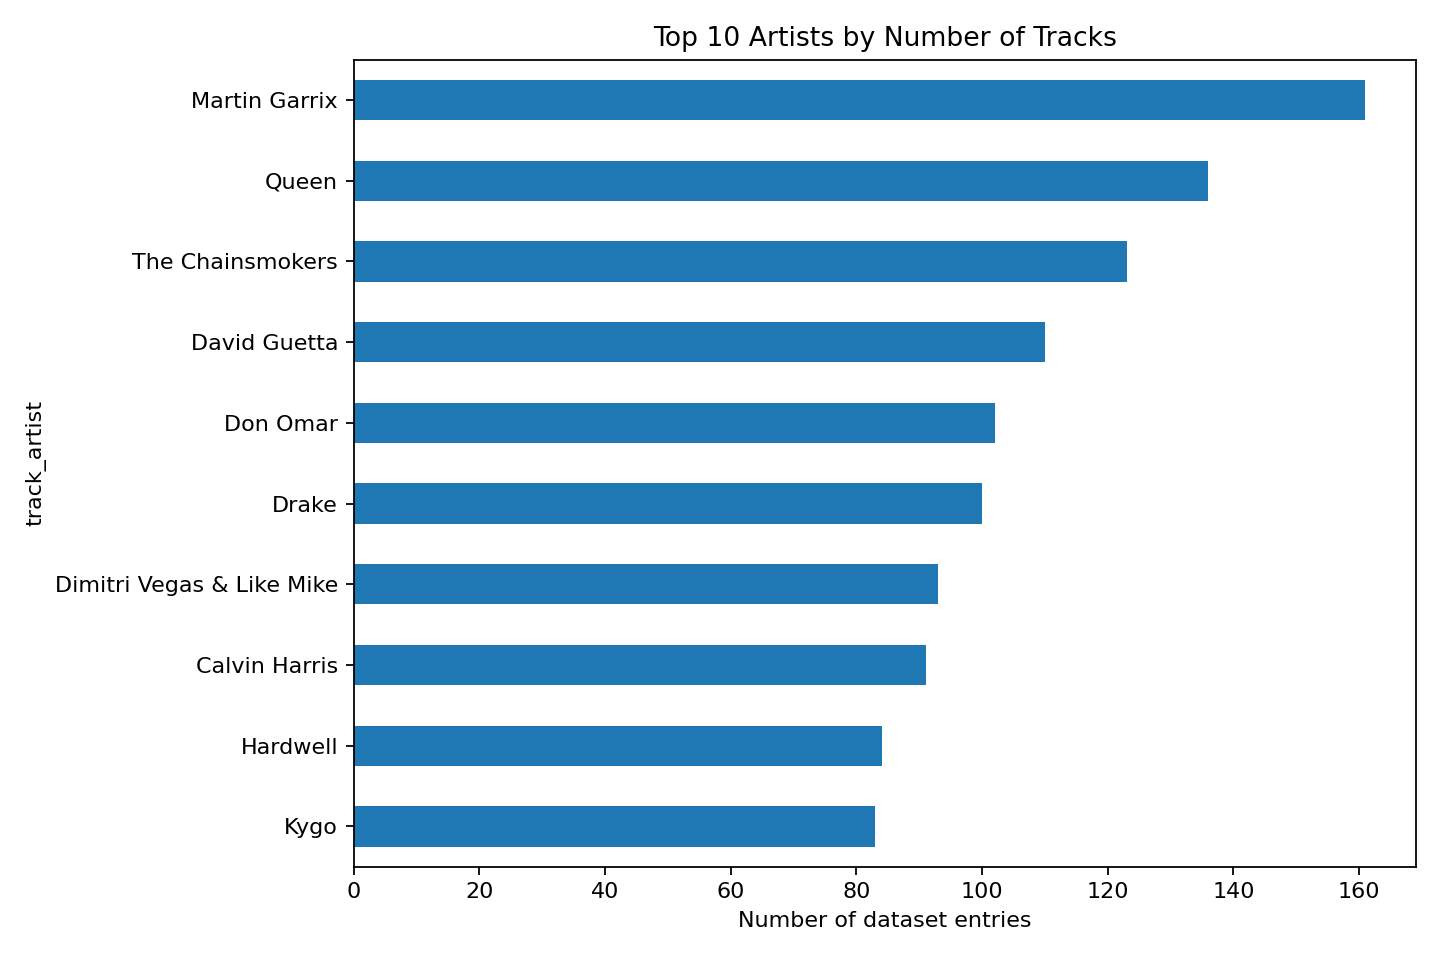 Top 10 Artists by Number of Tracks
track_artist
Martin Garrix
Queen
The Chainsmokers
David Guetta
Don Omar
Drake
Dimitri Vegas & Like Mike
Calvin Harris
Hardwell
Kygo
0 20 40 60 80 100 120 140 160
Number of dataset entries